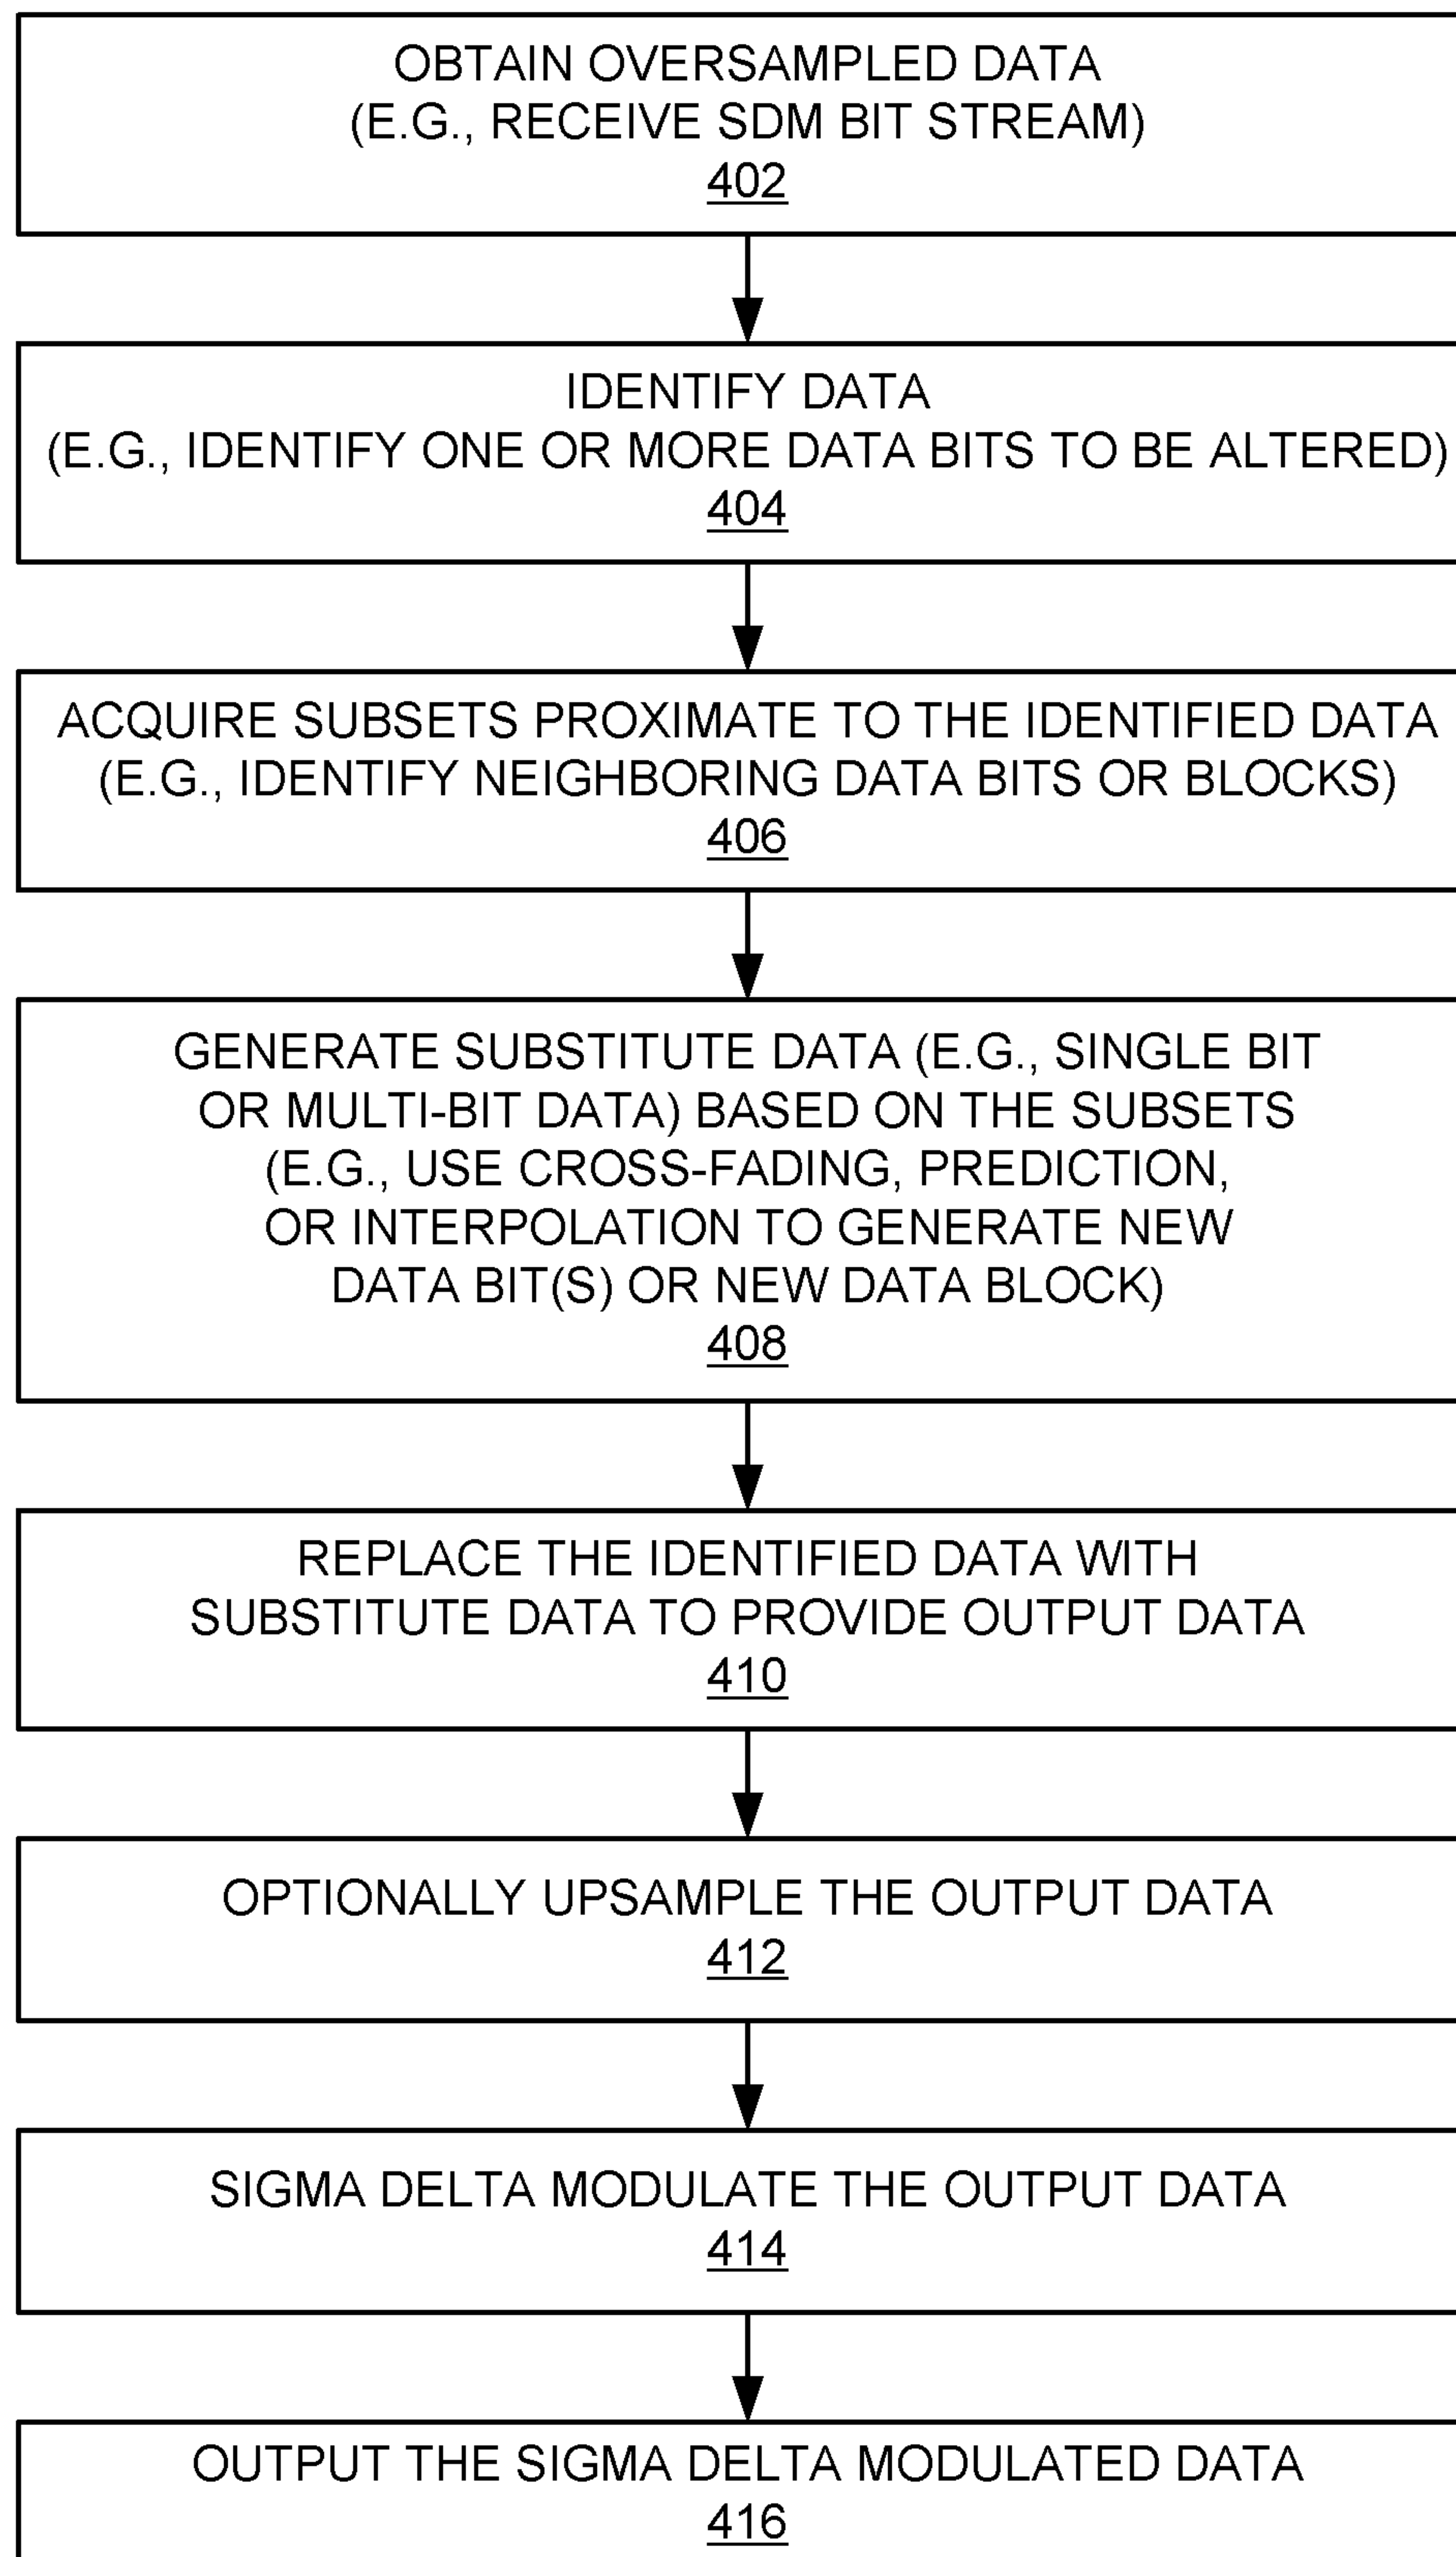 OBTAIN OVERSAMPLED DATA
(E.G., RECEIVE SDM BIT STREAM)
402
IDENTIFY DATA
(E.G., IDENTIFY ONE OR MORE DATA BITS TO BE ALTERED)
404
ACQUIRE SUBSETS PROXIMATE TO THE IDENTIFIED DATA
(E.G., IDENTIFY NEIGHBORING DATA BITS OR BLOCKS)
406
GENERATE SUBSTITUTE DATA (E.G., SINGLE BIT
OR MULTI-BIT DATA) BASED ON THE SUBSETS
(E.G., USE CROSS-FADING, PREDICTION,
OR INTERPOLATION TO GENERATE NEW
DATA BIT(S) OR NEW DATA BLOCK)
408
REPLACE THE IDENTIFIED DATA WITH
SUBSTITUTE DATA TO PROVIDE OUTPUT DATA
410
OPTIONALLY UPSAMPLE THE OUTPUT DATA
412
SIGMA DELTA MODULATE THE OUTPUT DATA
414
OUTPUT THE SIGMA DELTA MODULATED DATA
416